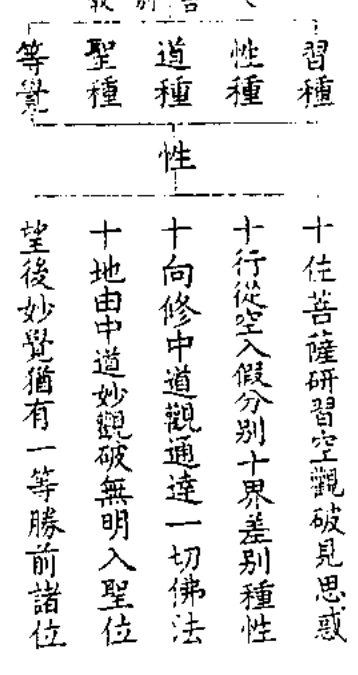 習種
性種
道種
聖種
等覺
性
十住菩薩研習空觀破見思惑
十行從空入假分別十界差別種性
十向修中道觀通達一切佛法
十地由中道妙觀破無明入聖位
望後妙覺猶有一等勝前諸位